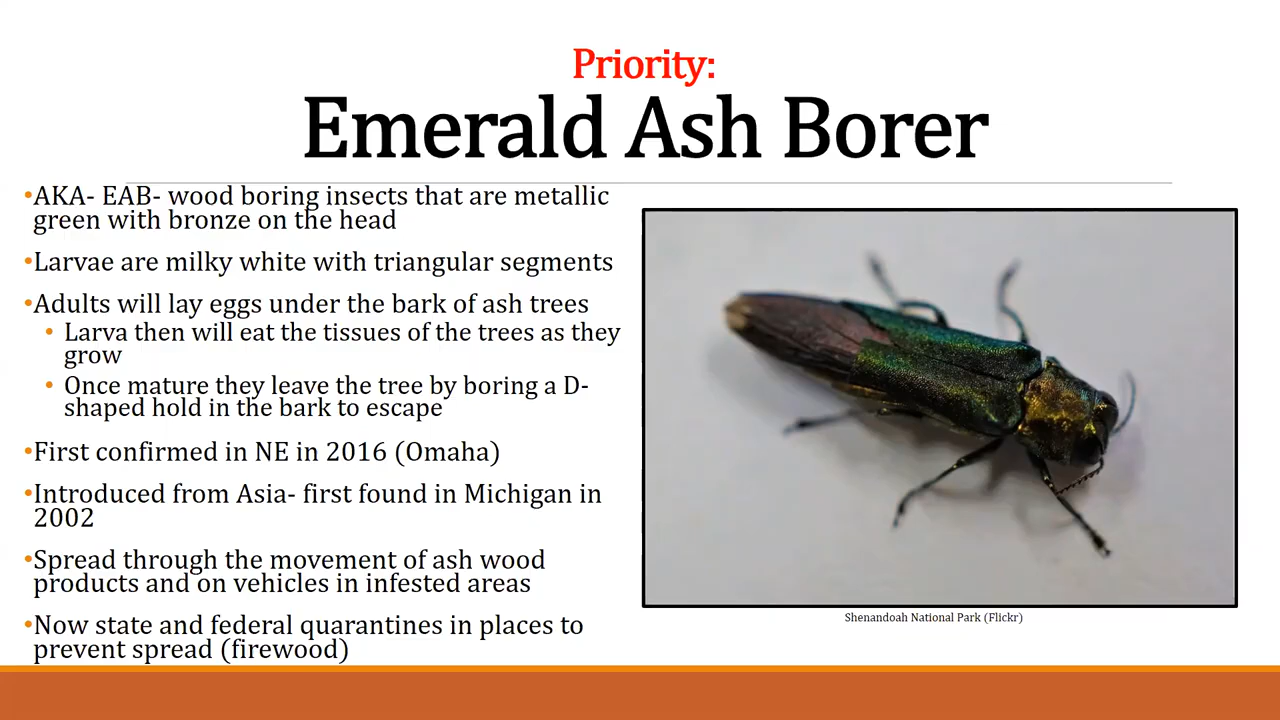 Priority:
Emerald Ash Borer
•AKA- EAB- wood boring insects that are metallic
green with bronze on the head
•Larvae are milky white with triangular segments
•Adults will lay eggs under the bark of ash trees
• Larva then will eat the tissues of the trees as they
grow
• Once mature they leave the tree by boring a D-
shaped hold in the bark to escape
•First confirmed in NE in 2016 (Omaha)
•Introduced from Asia- first found in Michigan in
2002
•Spread through the movement of ash wood
products and on vehicles in infested areas
•Now state and federal quarantines in places to
prevent spread (firewood)
Shenandoah National Park (Flickr)